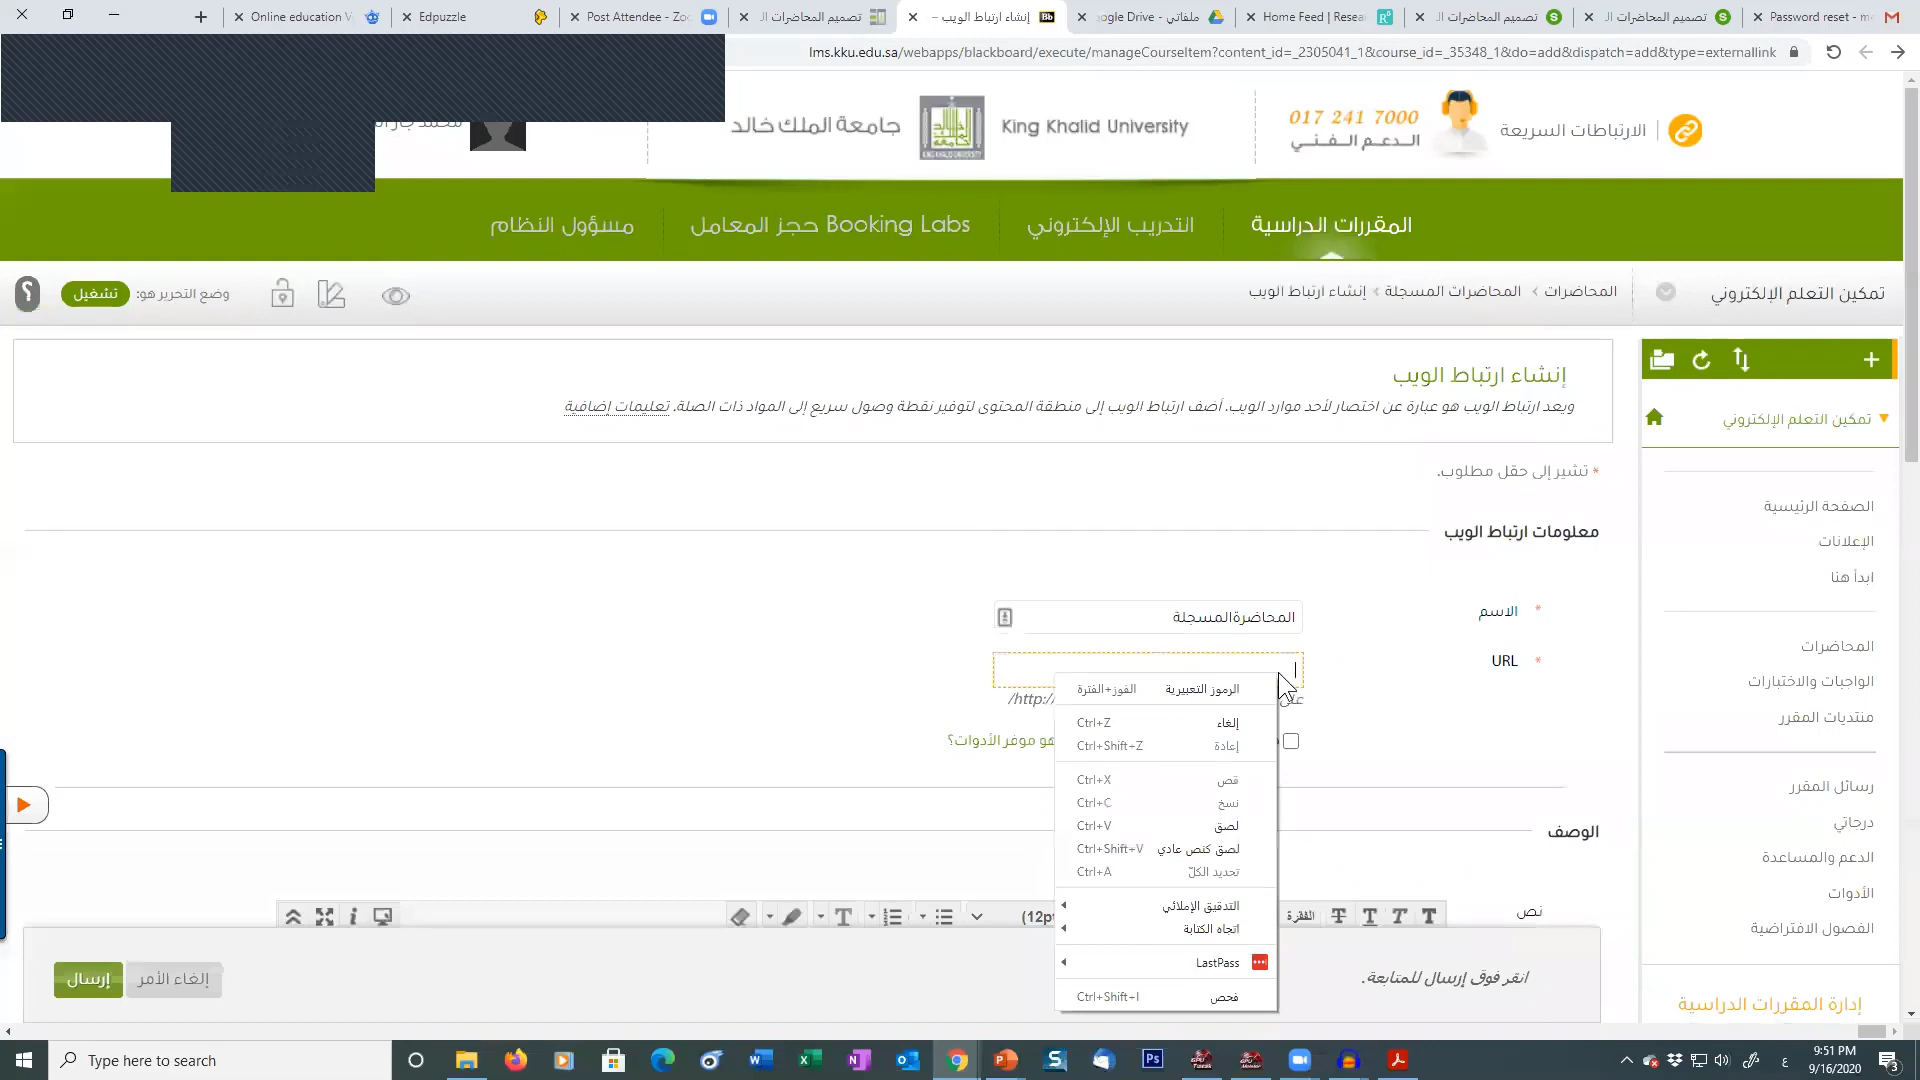 Online education
Edpuzzle
Post Attendee - Zoo
تصميم المحاضرات ال
إنشاء ارتباط الويب –
ملفاتي - Google Drive
Home Feed | Resea
تصميم المحاضرات ال
تصميم المحاضرات ال
Password reset - m
lms.kku.edu.sa/webapps/blackboard/execute/manageCourseItem?content_id=_2305041_1&course_id=_35348_1&do=add&dispatch=add&type=externallink
جامعة الملك خالد
King Khalid University
017 241 7000
الدعم الفني
الارتباطات السريعة
المقررات الدراسية
التدريب الإلكتروني
Booking Labs حجز المعامل
مسؤول النظام
تمكين التعلم الإلكتروني
المحاضرات › المحاضرات المسجلة › إنشاء ارتباط الويب
وضع التحرير هو: تشغيل
إنشاء ارتباط الويب
ويعد ارتباط الويب هو عبارة عن اختصار لأحد موارد الويب. أضف ارتباط الويب إلى منطقة المحتوى لتوفير نقطة وصول سريع إلى المواد ذات الصلة. تعليمات إضافية
* تشير إلى حقل مطلوب.
معلومات ارتباط الويب
* الاسم
المحاضرةالمسجلة
* URL
http://
هو موفر الأدوات؟
الرموز التعبيرية الفوز+الفترة
إلغاء Ctrl+Z
إعادة Ctrl+Shift+Z
قص Ctrl+X
نسخ Ctrl+C
لصق Ctrl+V
لصق كنص عادي Ctrl+Shift+V
تحديد الكلّ Ctrl+A
التدقيق الإملائي
اتجاه الكتابة
LastPass
فحص Ctrl+Shift+I
الوصف
نص
الفقرة
(12pt
انقر فوق إرسال للمتابعة.
إلغاء الأمر
إرسال
تمكين التعلم الإلكتروني
الصفحة الرئيسية
الإعلانات
ابدأ هنا
المحاضرات
الواجبات والاختبارات
منتديات المقرر
رسائل المقرر
درجاتي
الدعم والمساعدة
الأدوات
الفصول الافتراضية
إدارة المقررات الدراسية
Type here to search
9:51 PM
9/16/2020